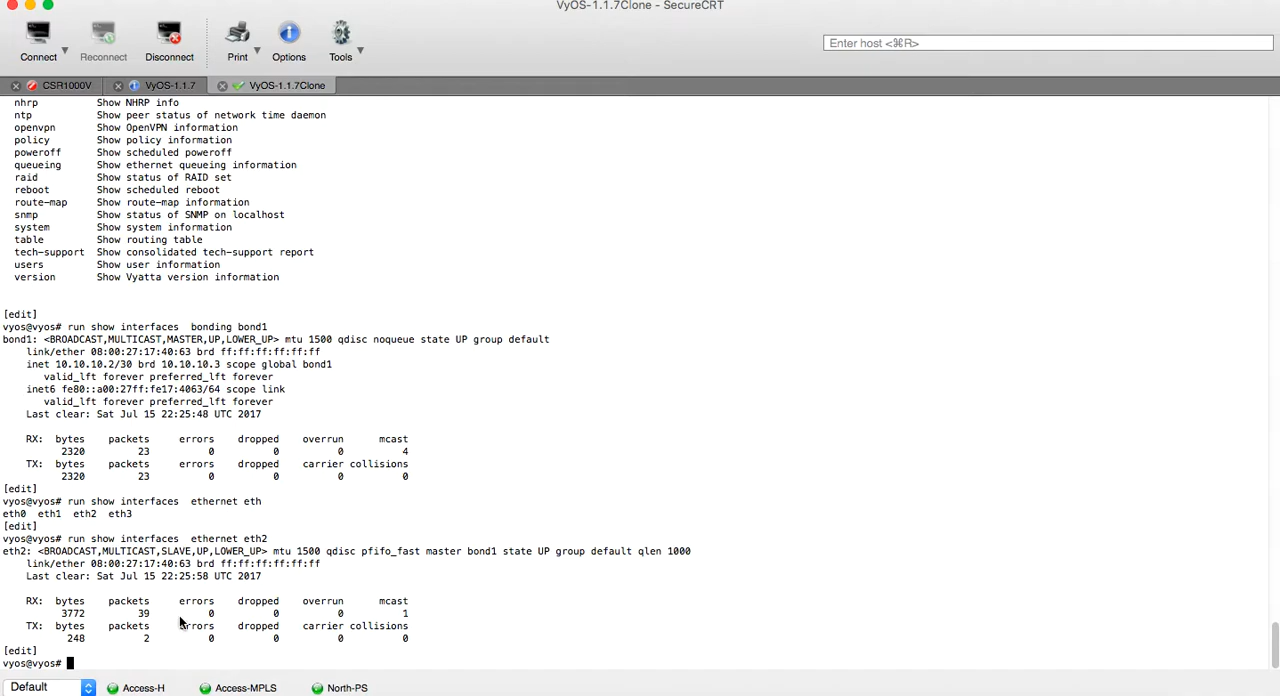 VyOS-1.1.7Clone - SecureCRT
Connect Reconnect Disconnect Print Options Tools
Enter host <⌘R>
CSR1000V VyOS-1.1.7 VyOS-1.1.7Clone
nhrp Show NHRP info
ntp Show peer status of network time daemon
openvpn Show OpenVPN information
policy Show policy information
poweroff Show scheduled poweroff
queueing Show ethernet queueing information
raid Show status of RAID set
reboot Show scheduled reboot
route-map Show route-map information
snmp Show status of SNMP on localhost
system Show system information
table Show routing table
tech-support Show consolidated tech-support report
users Show user information
version Show Vyatta version information
[edit]
vyos@vyos# run show interfaces  bonding bond1
bond1: <BROADCAST,MULTICAST,MASTER,UP,LOWER_UP> mtu 1500 qdisc noqueue state UP group default
link/ether 08:00:27:17:40:63 brd ff:ff:ff:ff:ff:ff
inet 10.10.10.2/30 brd 10.10.10.3 scope global bond1
valid_lft forever preferred_lft forever
inet6 fe80::a00:27ff:fe17:4063/64 scope link
valid_lft forever preferred_lft forever
Last clear: Sat Jul 15 22:25:48 UTC 2017
RX: bytes packets errors dropped overrun mcast
2320 23 0 0 0 4
TX: bytes packets errors dropped carrier collisions
2320 23 0 0 0 0
[edit]
vyos@vyos# run show interfaces  ethernet eth
eth0 eth1 eth2 eth3
[edit]
vyos@vyos# run show interfaces  ethernet eth2
eth2: <BROADCAST,MULTICAST,SLAVE,UP,LOWER_UP> mtu 1500 qdisc pfifo_fast master bond1 state UP group default qlen 1000
link/ether 08:00:27:17:40:63 brd ff:ff:ff:ff:ff:ff
Last clear: Sat Jul 15 22:25:58 UTC 2017
RX: bytes packets errors dropped overrun mcast
3772 39 0 0 0 1
TX: bytes packets errors dropped carrier collisions
248 2 0 0 0 0
[edit]
vyos@vyos#
Default Access-H Access-MPLS North-PS